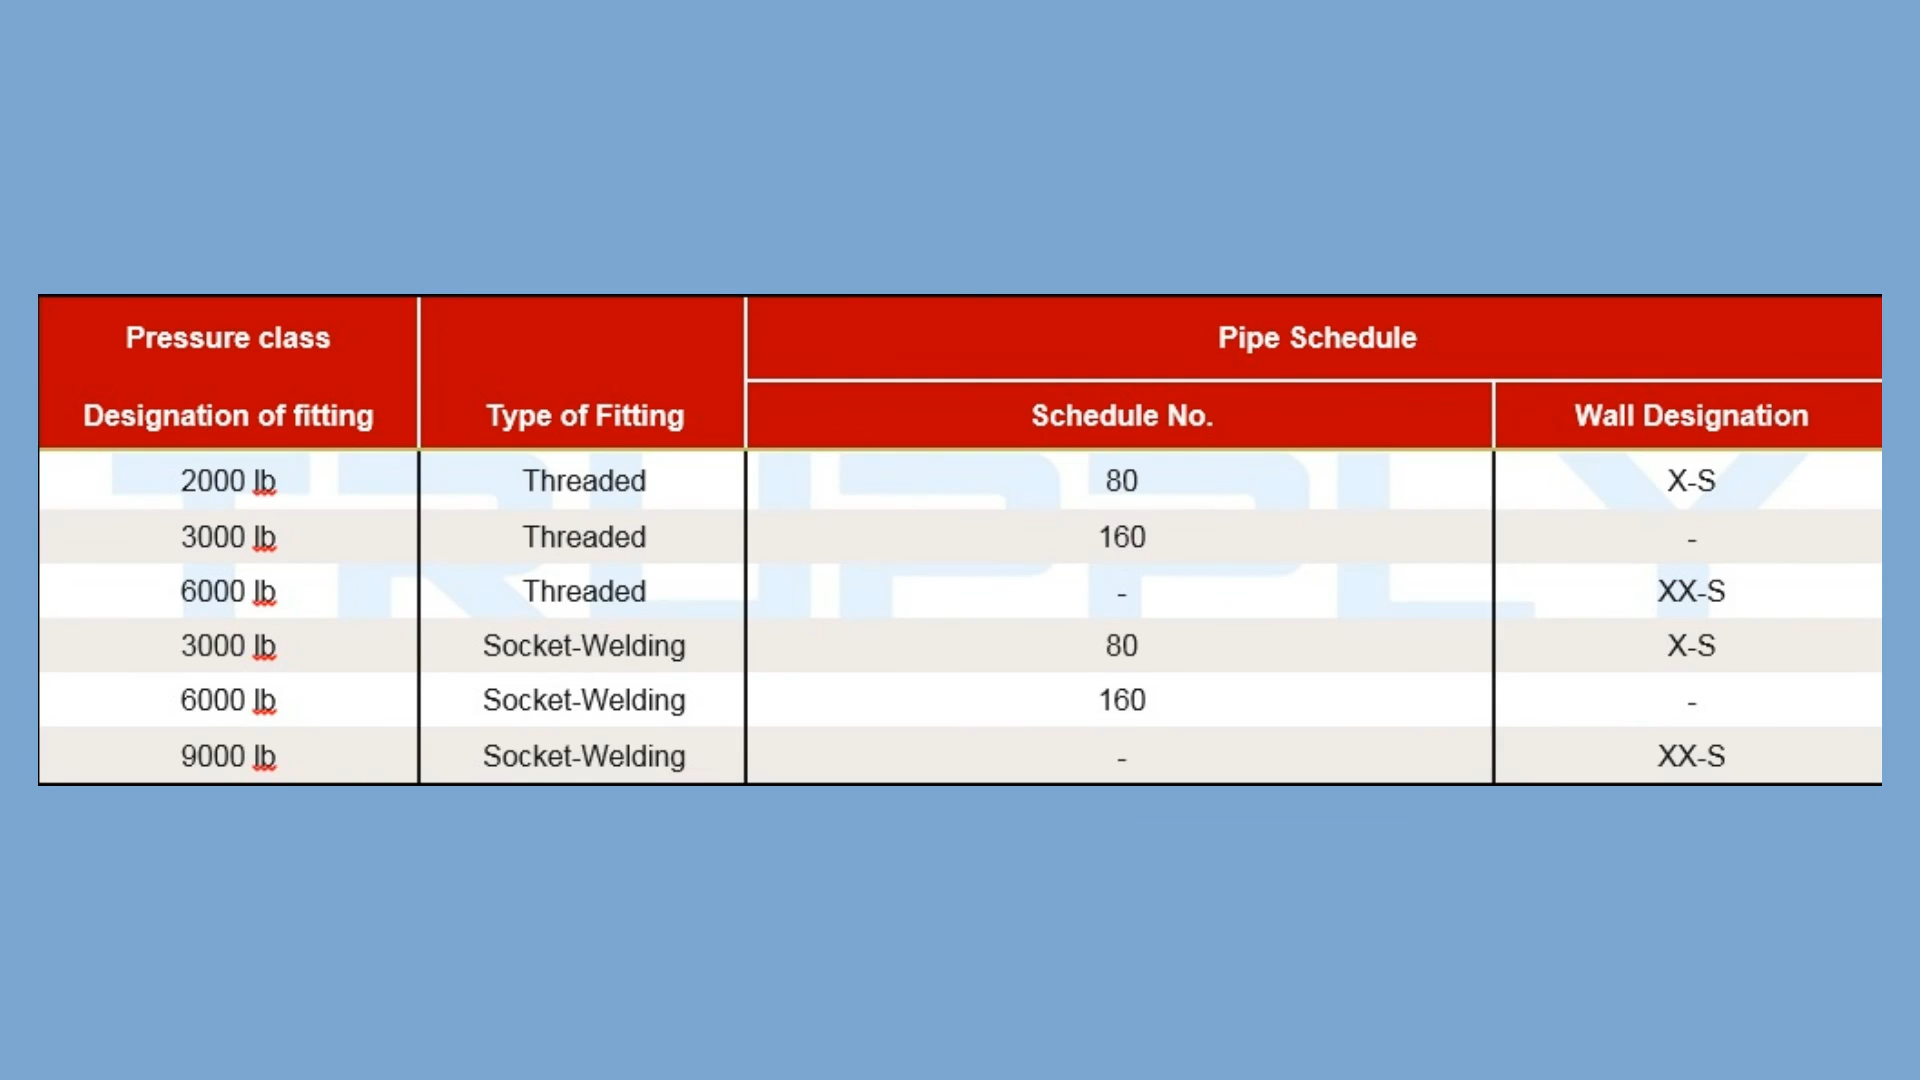 Pressure class
Pipe Schedule
Designation of fitting Type of Fitting Schedule No. Wall Designation
2000 lb Threaded 80 X-S
3000 lb Threaded 160 -
6000 lb Threaded - XX-S
3000 lb Socket-Welding 80 X-S
6000 lb Socket-Welding 160 -
9000 lb Socket-Welding - XX-S
TRUPPLY